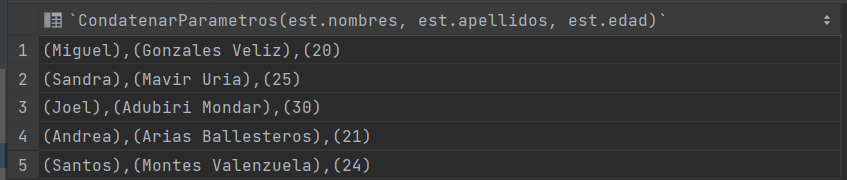 `CondatenarParametros(est.nombres, est.apellidos, est.edad)`
1 (Miguel),(Gonzales Veliz),(20)
2 (Sandra),(Mavir Uria),(25)
3 (Joel),(Adubiri Mondar),(30)
4 (Andrea),(Arias Ballesteros),(21)
5 (Santos),(Montes Valenzuela),(24)